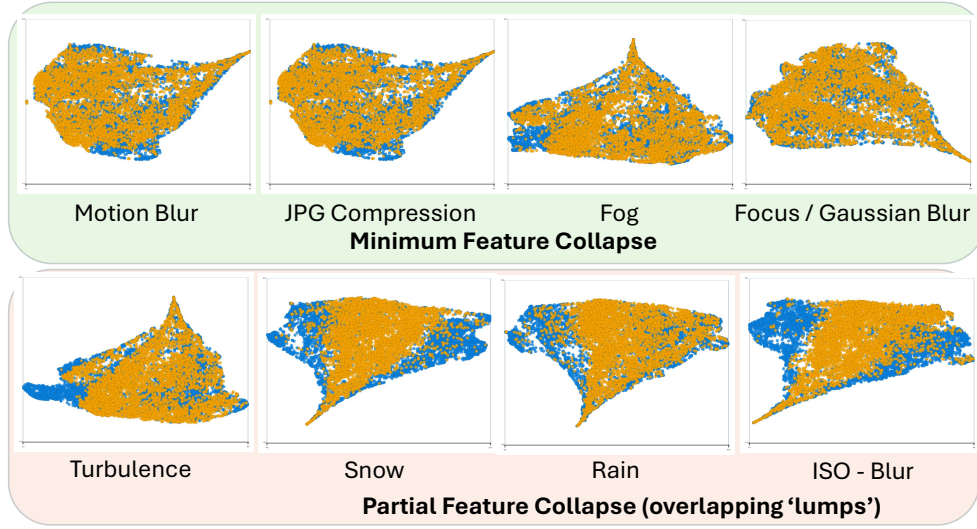 Motion Blur
JPG Compression
Fog
Focus / Gaussian Blur
Minimum Feature Collapse
Turbulence
Snow
Rain
ISO - Blur
Partial Feature Collapse (overlapping ‘lumps’)